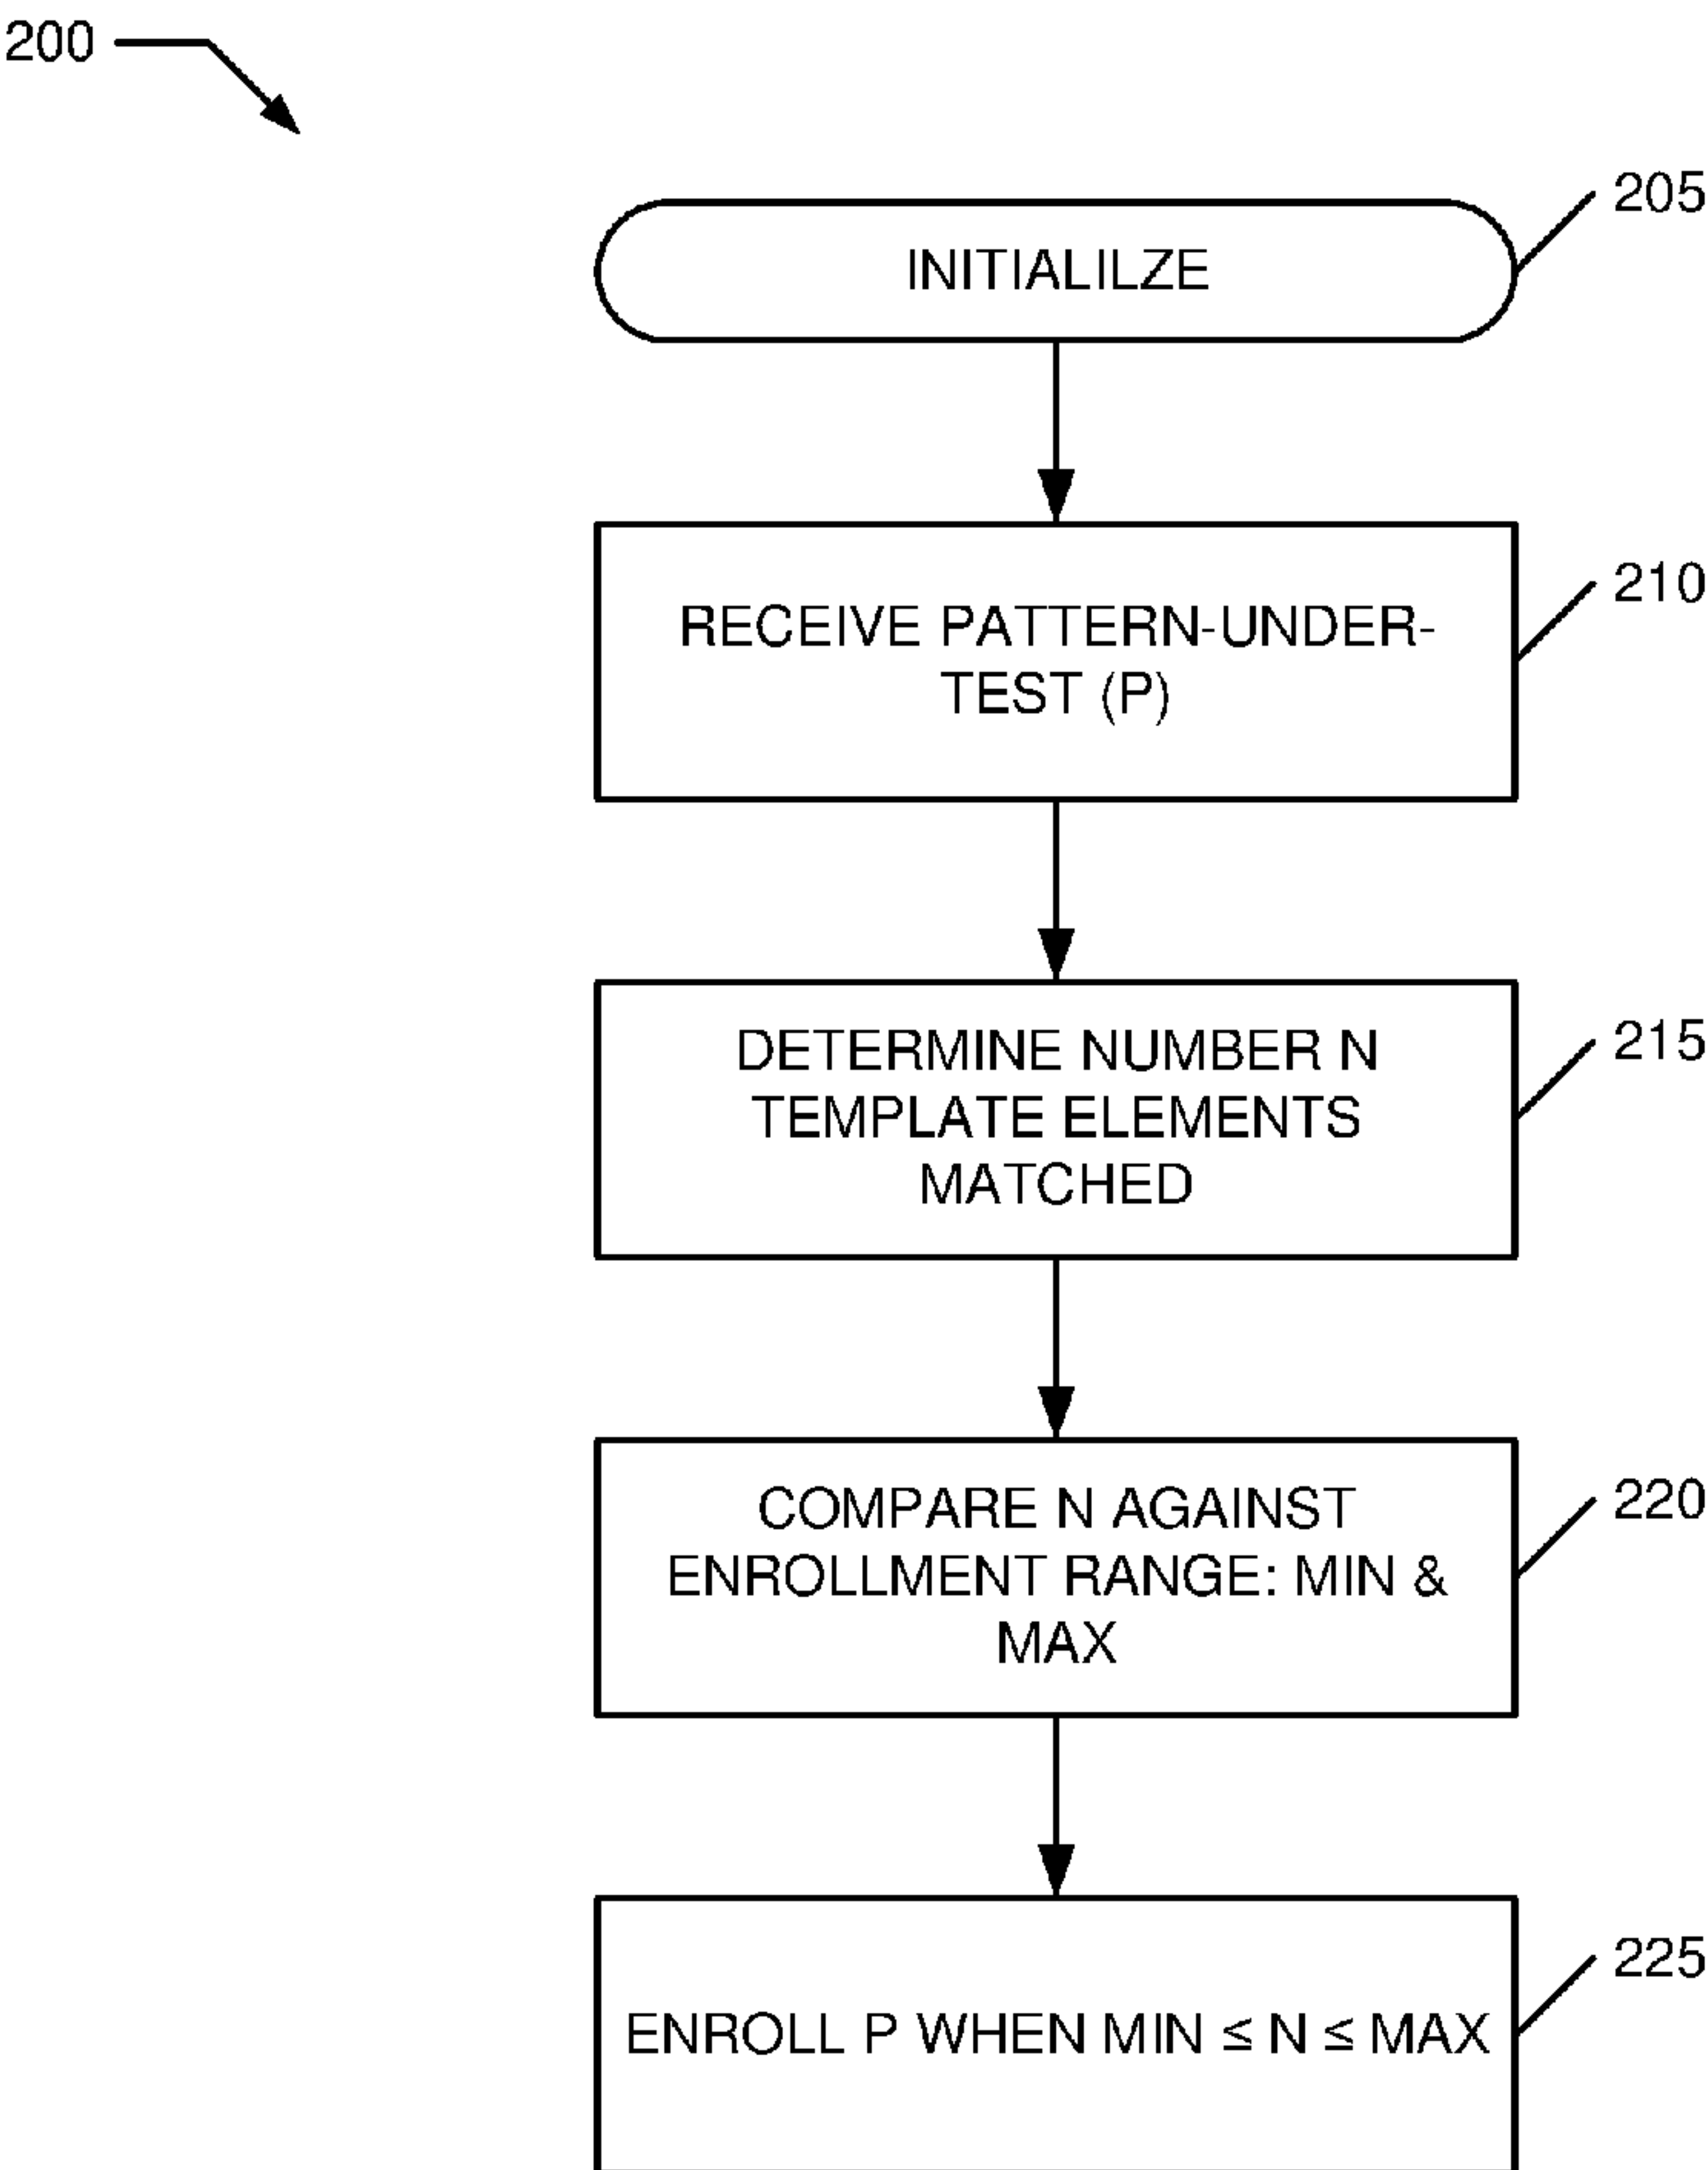 200
205
INITIALILZE
210
RECEIVE PATTERN-UNDER-
TEST (P)
215
DETERMINE NUMBER N
TEMPLATE ELEMENTS
MATCHED
220
COMPARE N AGAINST
ENROLLMENT RANGE: MIN &
MAX
225
ENROLL P WHEN MIN ≤ N ≤ MAX